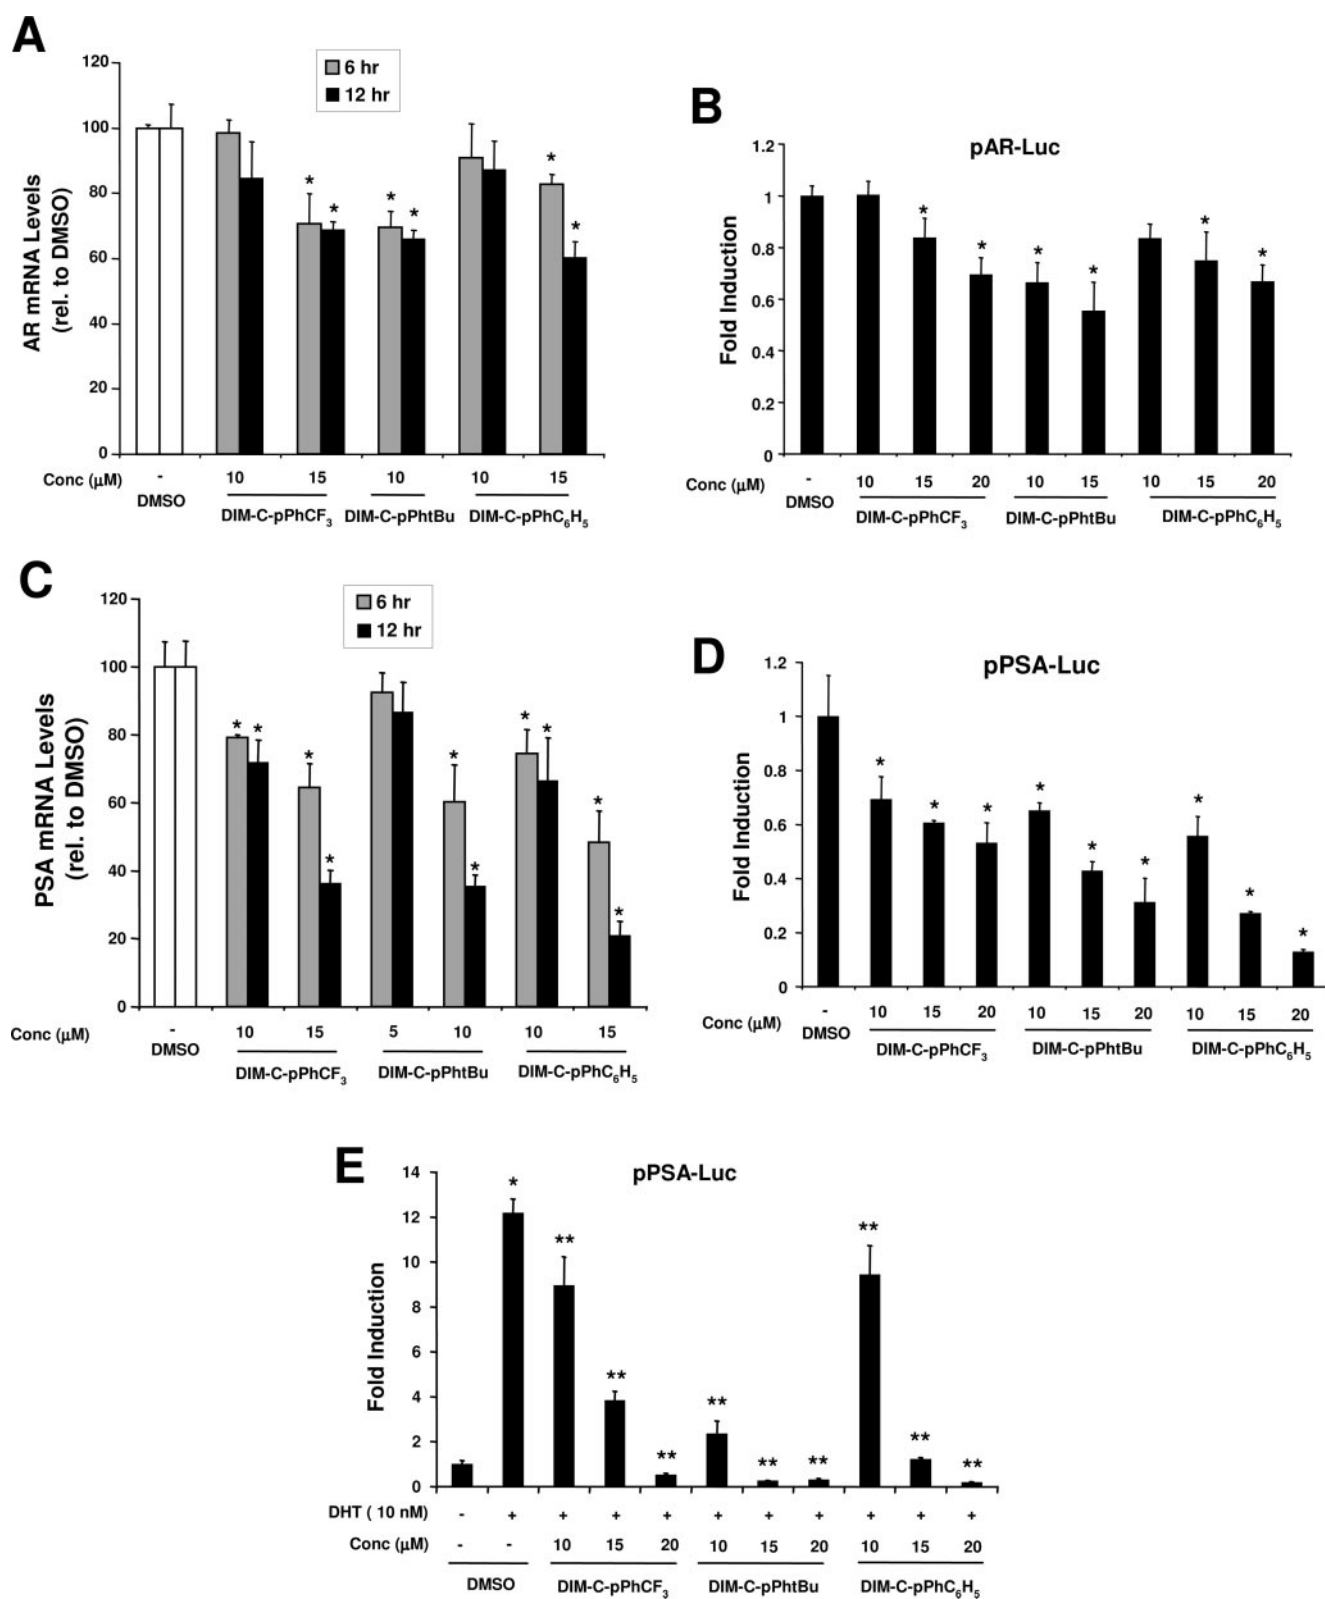 A
120
100
80
60
40
20
0
AR mRNA Levels
(rel. to DMSO)
6 hr
12 hr
* * * * * *
Conc (µM) - 10 15 10 10 15
DMSO DIM-C-pPhCF3 DIM-C-pPhtBu DIM-C-pPhC6H5
B
pAR-Luc
1.2
1
0.8
0.6
0.4
0.2
0
Fold Induction
* * * * * *
Conc (µM) - 10 15 20 10 15 10 15 20
DMSO DIM-C-pPhCF3 DIM-C-pPhtBu DIM-C-pPhC6H5
C
120
100
80
60
40
20
0
PSA mRNA Levels
(rel. to DMSO)
6 hr
12 hr
* * * * * * * * * *
Conc (µM) - 10 15 5 10 10 15
DMSO DIM-C-pPhCF3 DIM-C-pPhtBu DIM-C-pPhC6H5
D
pPSA-Luc
1.2
1
0.8
0.6
0.4
0.2
0
Fold Induction
* * * * * * * * *
Conc (µM) - 10 15 20 10 15 20 10 15 20
DMSO DIM-C-pPhCF3 DIM-C-pPhtBu DIM-C-pPhC6H5
E
pPSA-Luc
14
12
10
8
6
4
2
0
Fold Induction
* ** ** ** ** ** ** ** ** **
DHT ( 10 nM) - + + + + + + + + + +
Conc (µM) - - 10 15 20 10 15 20 10 15 20
DMSO DIM-C-pPhCF3 DIM-C-pPhtBu DIM-C-pPhC6H5